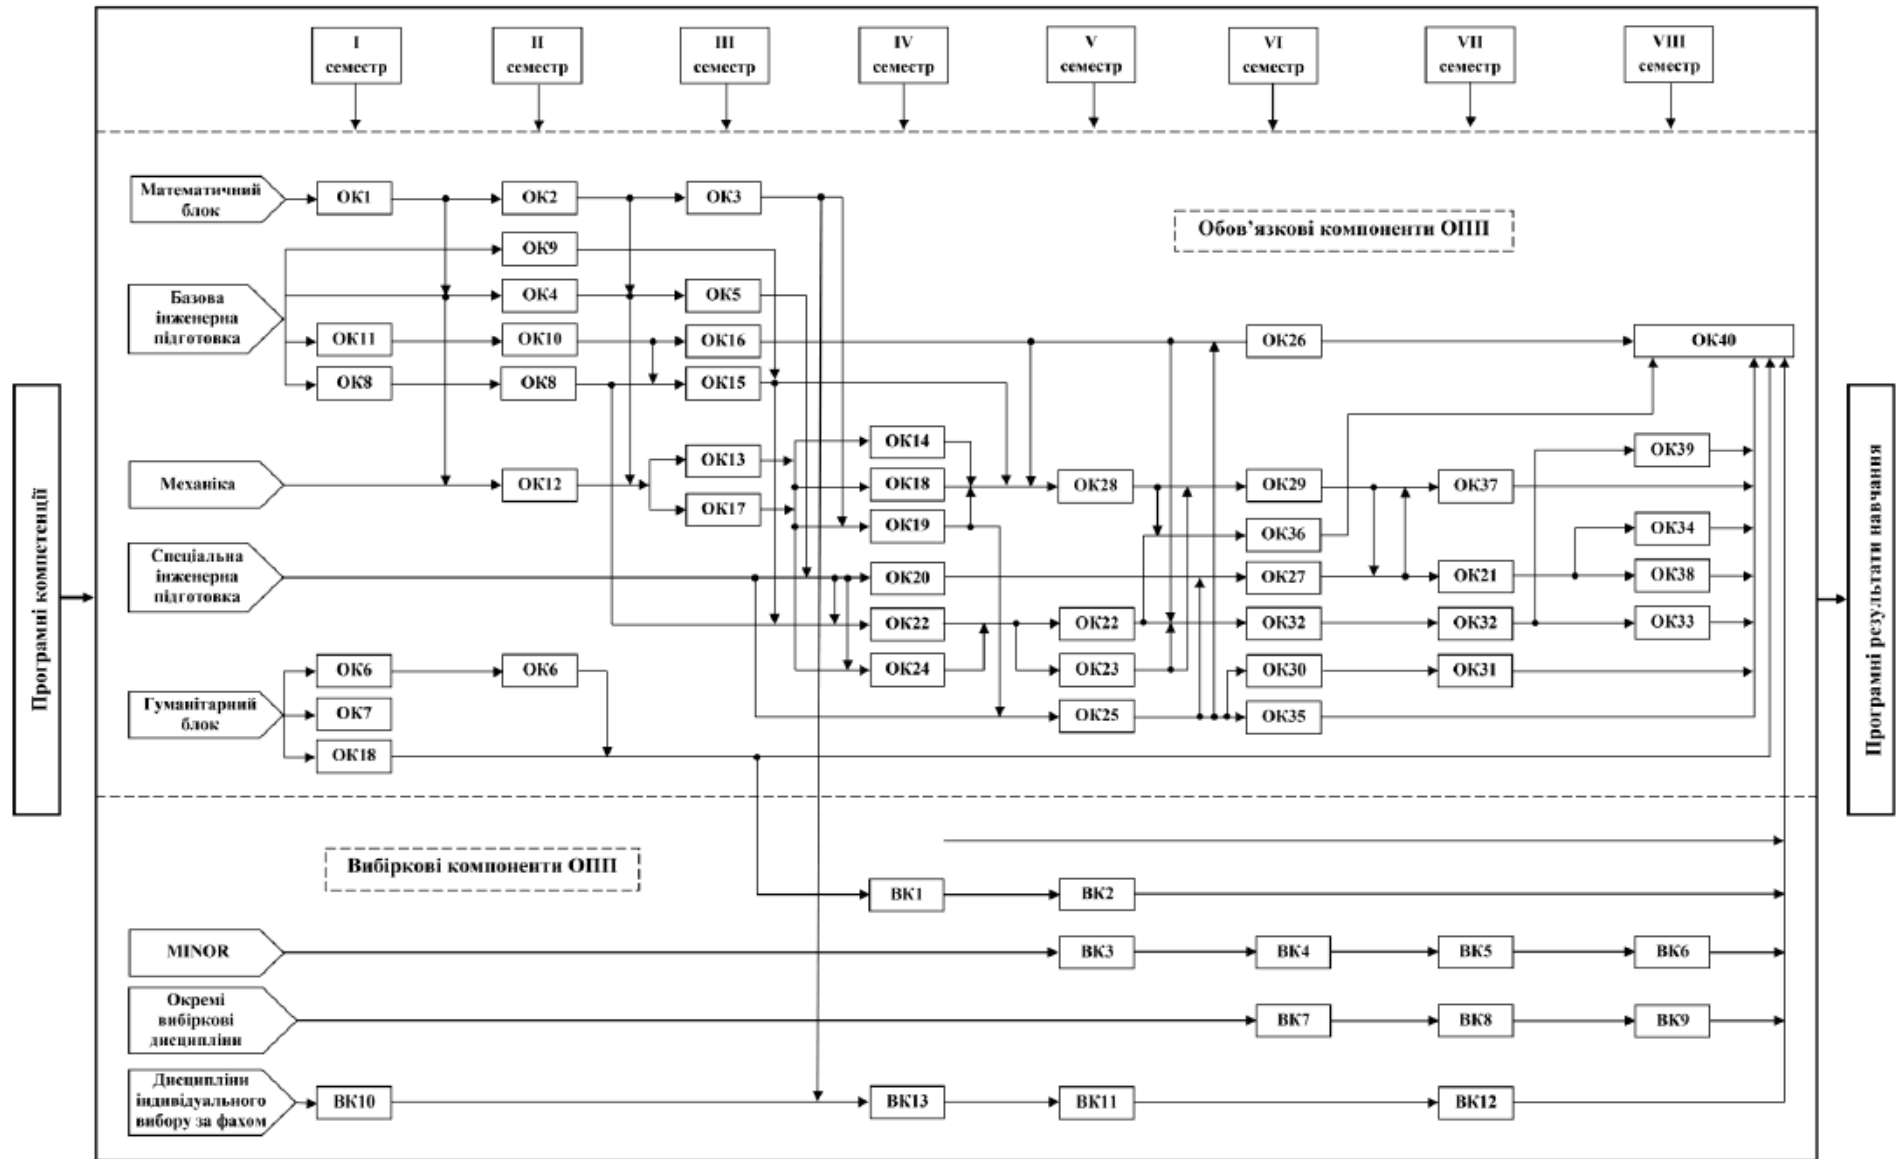 I
семестр
II
семестр
III
семестр
IV
семестр
V
семестр
VI
семестр
VII
семестр
VIII
семестр
Математичний
блок
ОК1
ОК2
ОК3
Обов’язкові компоненти ОПП
ОК9
Базова
інженерна
підготовка
ОК4
ОК5
ОК11
ОК10
ОК16
ОК26
ОК40
ОК8
ОК8
ОК15
Механіка
ОК12
ОК13
ОК17
ОК14
ОК18
ОК19
ОК28
ОК29
ОК36
ОК37
ОК39
ОК34
Спеціальна
інженерна
підготовка
ОК20
ОК27
ОК21
ОК38
ОК22
ОК22
ОК32
ОК32
ОК33
ОК24
ОК23
ОК30
ОК31
ОК25
ОК35
Гуманітарний
блок
ОК6
ОК6
ОК7
ОК18
Програмні компетенції
Програмні результати навчання
Вибіркові компоненти ОПП
ВК1
ВК2
MINOR
ВК3
ВК4
ВК5
ВК6
Окремі
вибіркові
дисципліни
ВК7
ВК8
ВК9
Дисципліни
індивідуального
вибору за фахом
ВК10
ВК13
ВК11
ВК12